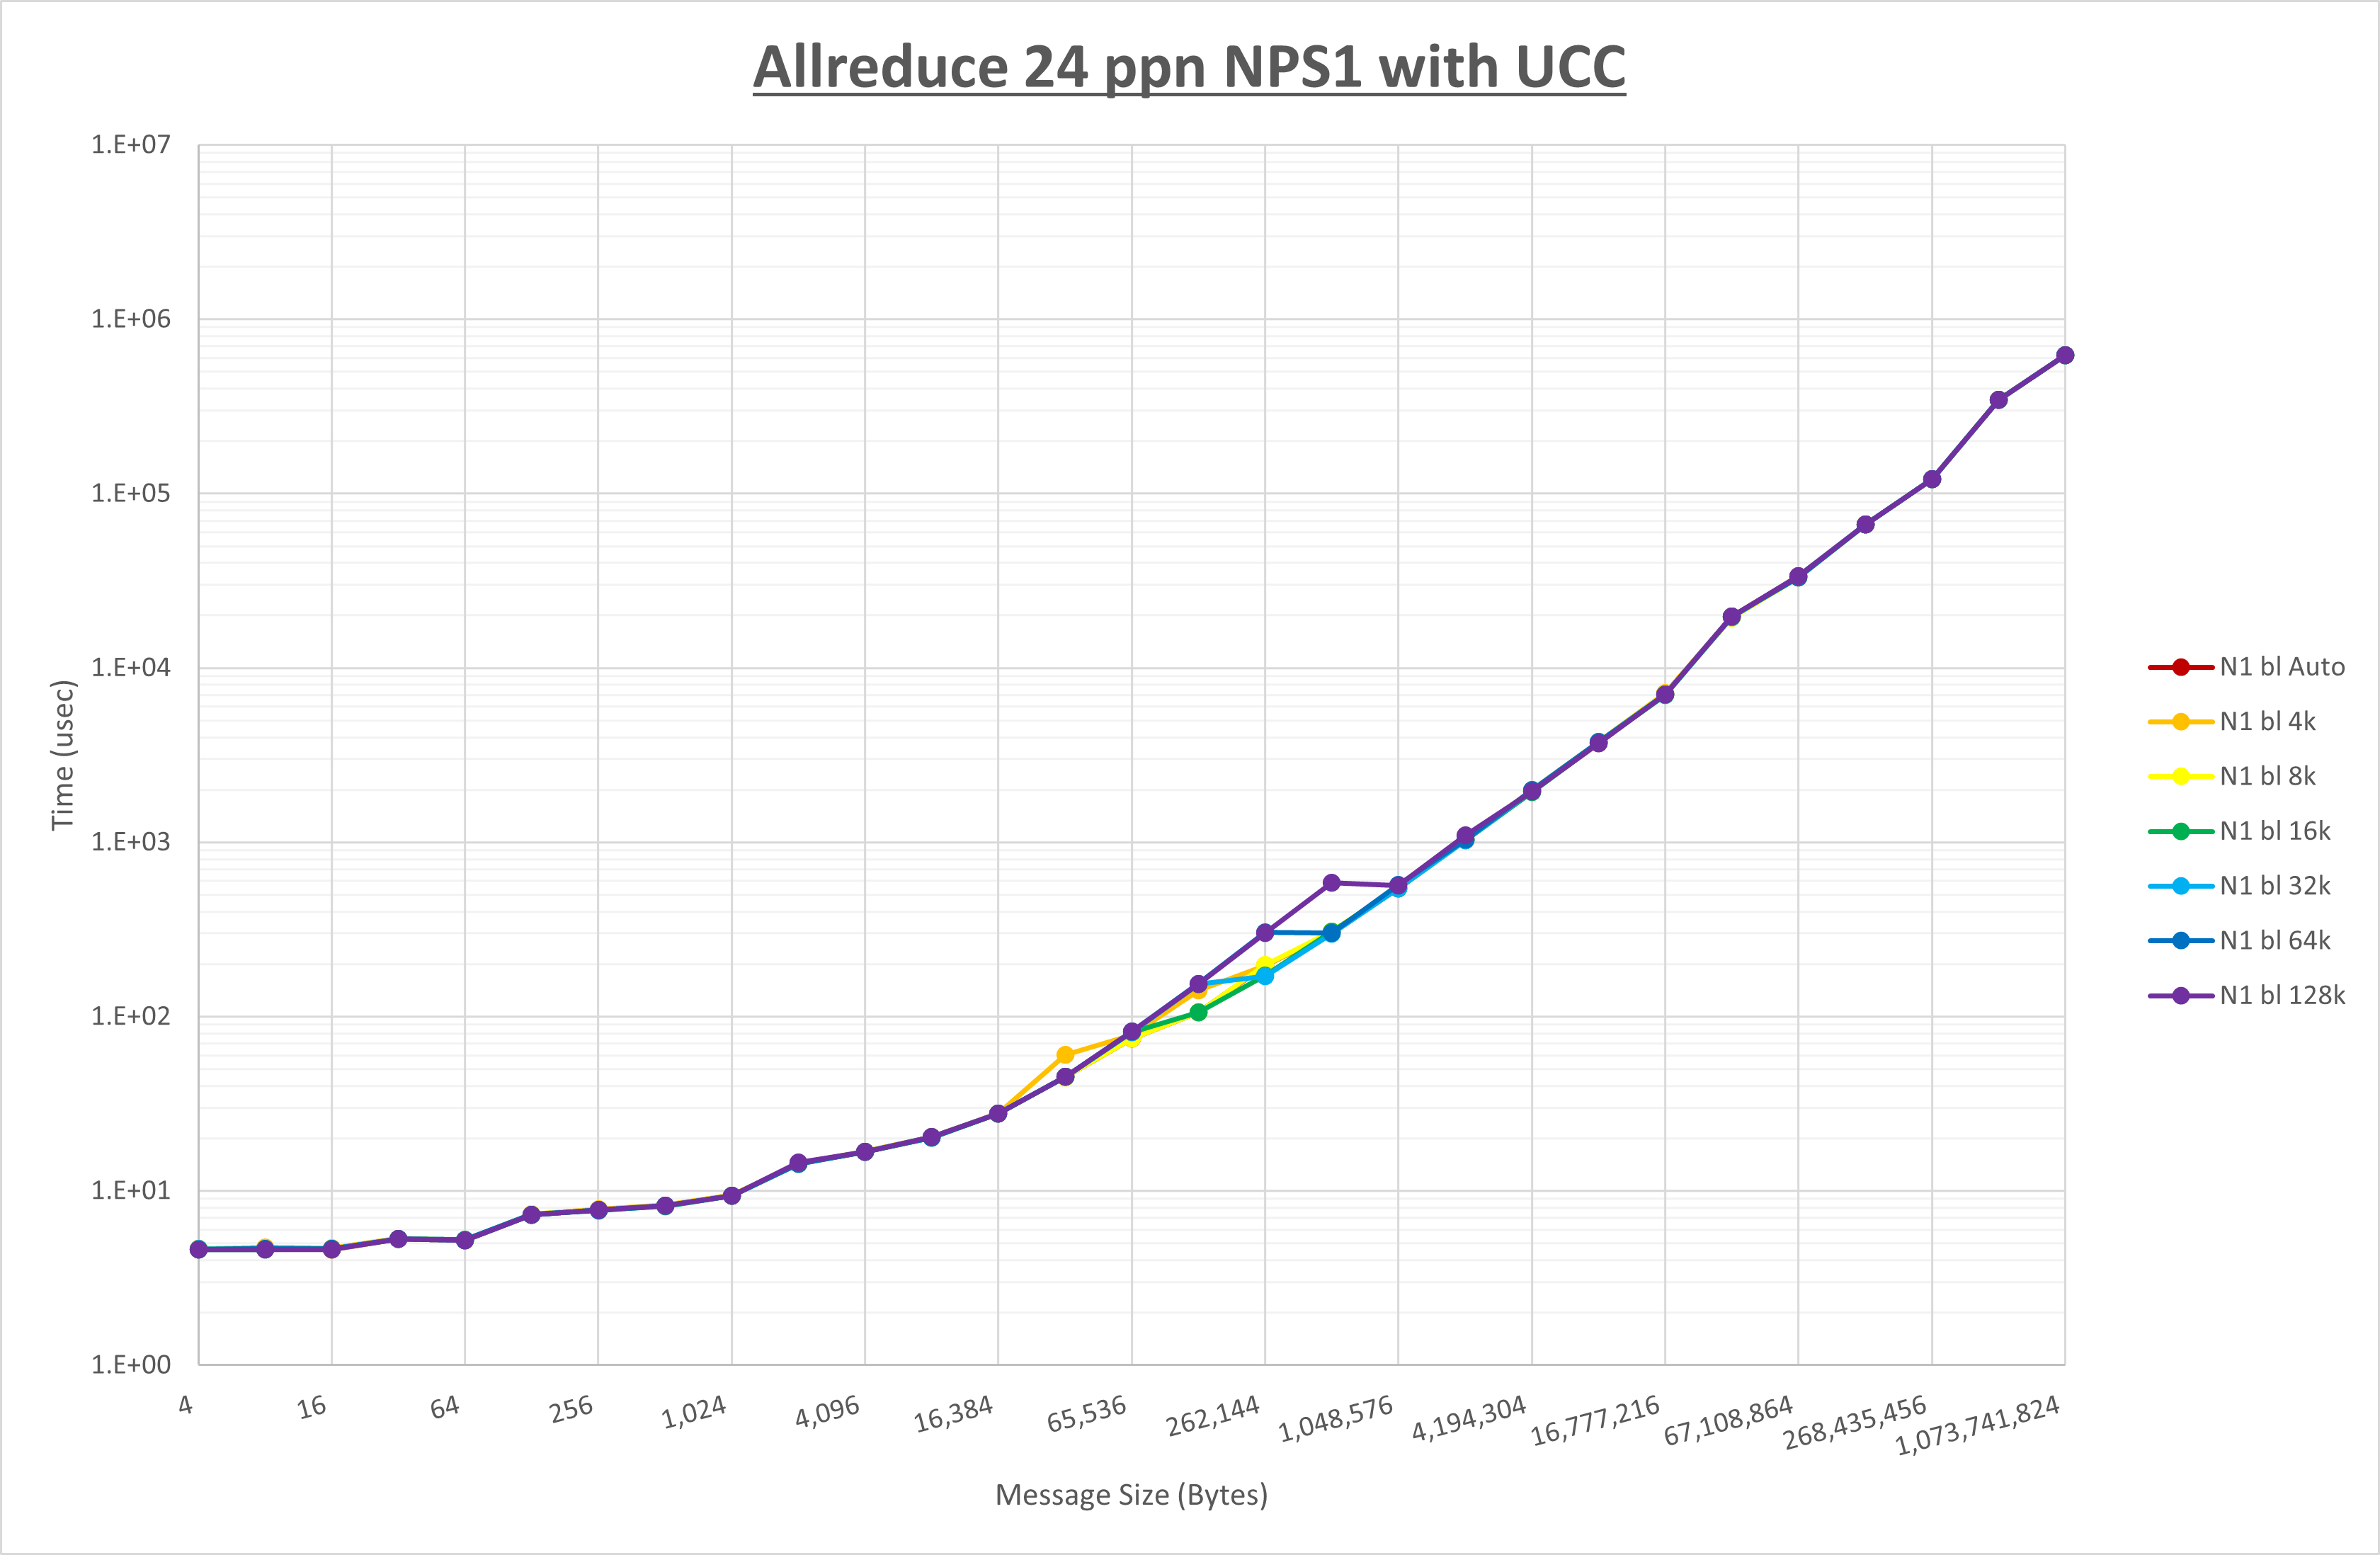 Allreduce 24 ppn NPS1 with UCC
1.E+07
1.E+06
1.E+05
1.E+04
1.E+03
1.E+02
1.E+01
1.E+00
Time (usec)
4
16
64
256
1,024
4,096
16,384
65,536
262,144
1,048,576
4,194,304
16,777,216
67,108,864
268,435,456
1,073,741,824
Message Size (Bytes)
N1 bl Auto
N1 bl 4k
N1 bl 8k
N1 bl 16k
N1 bl 32k
N1 bl 64k
N1 bl 128k